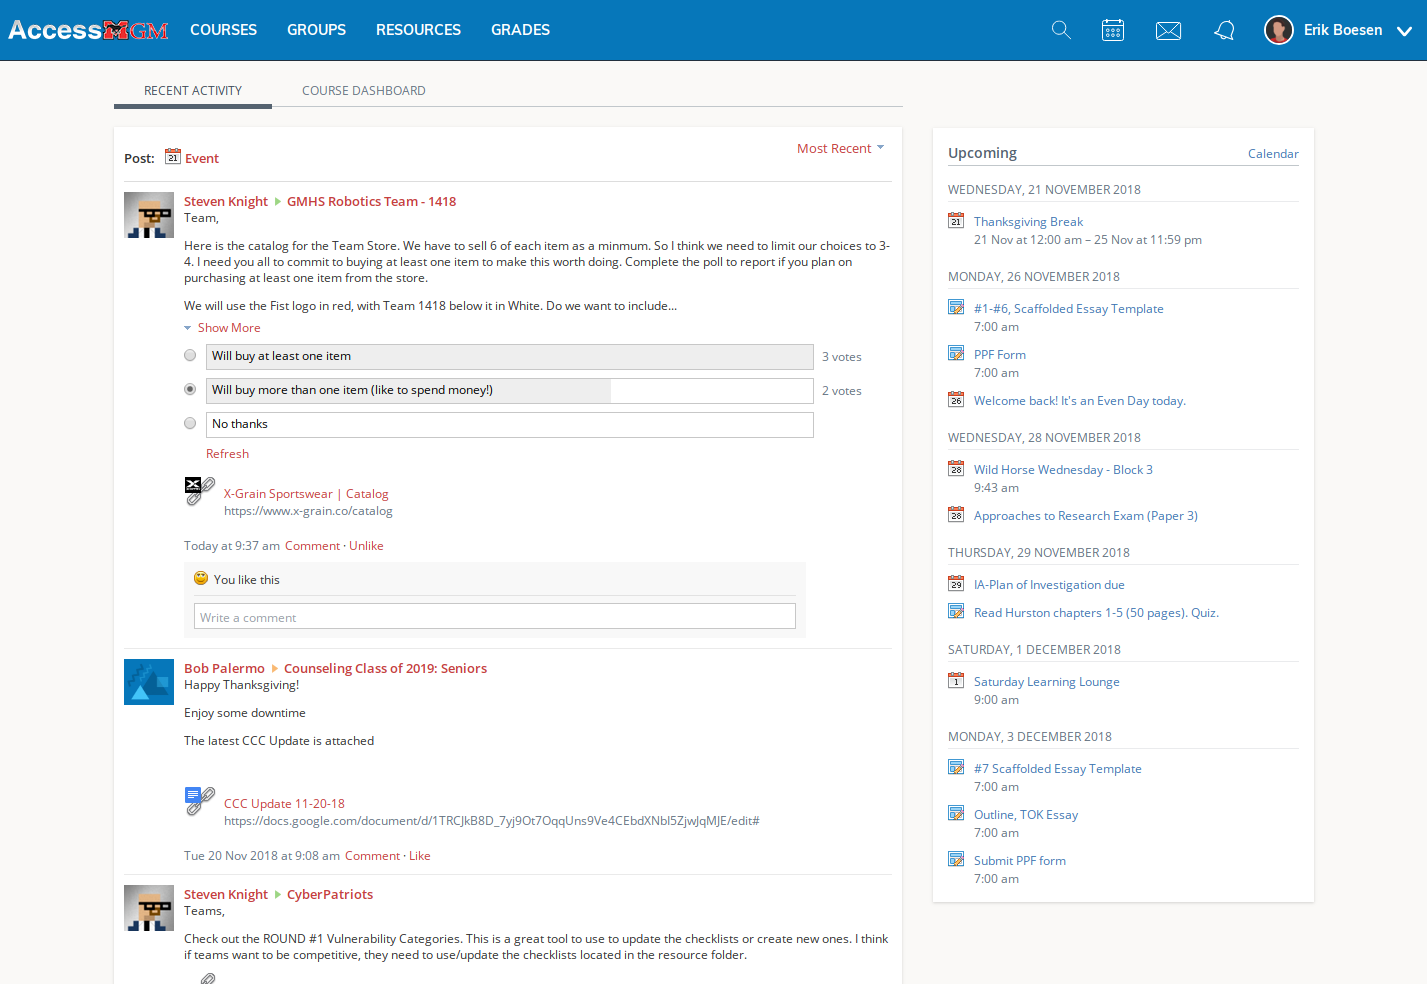 AccessMGM COURSES GROUPS RESOURCES GRADES Erik Boesen
RECENT ACTIVITY COURSE DASHBOARD
Post: 21 Event Most Recent
Steven Knight GMHS Robotics Team - 1418
Team,
Here is the catalog for the Team Store. We have to sell 6 of each item as a minmum. So I think we need to limit our choices to 3-
4. I need you all to commit to buying at least one item to make this worth doing. Complete the poll to report if you plan on
purchasing at least one item from the store.
We will use the Fist logo in red, with Team 1418 below it in White. Do we want to include...
Show More
Will buy at least one item 3 votes
Will buy more than one item (like to spend money!) 2 votes
No thanks
Refresh
X-Grain Sportswear | Catalog
https://www.x-grain.co/catalog
Today at 9:37 am Comment · Unlike
You like this
Write a comment
Bob Palermo Counseling Class of 2019: Seniors
Happy Thanksgiving!
Enjoy some downtime
The latest CCC Update is attached
CCC Update 11-20-18
https://docs.google.com/document/d/1TRCJkB8D_7yj9Ot7OqqUns9Ve4CEbdXNbl5ZjwJqMJE/edit#
Tue 20 Nov 2018 at 9:08 am Comment · Like
Steven Knight CyberPatriots
Teams,
Check out the ROUND #1 Vulnerability Categories. This is a great tool to use to update the checklists or create new ones. I think
if teams want to be competitive, they need to use/update the checklists located in the resource folder.
Upcoming Calendar
WEDNESDAY, 21 NOVEMBER 2018
21 Thanksgiving Break
21 Nov at 12:00 am – 25 Nov at 11:59 pm
MONDAY, 26 NOVEMBER 2018
#1-#6, Scaffolded Essay Template
7:00 am
PPF Form
7:00 am
26 Welcome back! It's an Even Day today.
WEDNESDAY, 28 NOVEMBER 2018
28 Wild Horse Wednesday - Block 3
9:43 am
28 Approaches to Research Exam (Paper 3)
THURSDAY, 29 NOVEMBER 2018
29 IA-Plan of Investigation due
Read Hurston chapters 1-5 (50 pages). Quiz.
SATURDAY, 1 DECEMBER 2018
1 Saturday Learning Lounge
9:00 am
MONDAY, 3 DECEMBER 2018
#7 Scaffolded Essay Template
7:00 am
Outline, TOK Essay
7:00 am
Submit PPF form
7:00 am